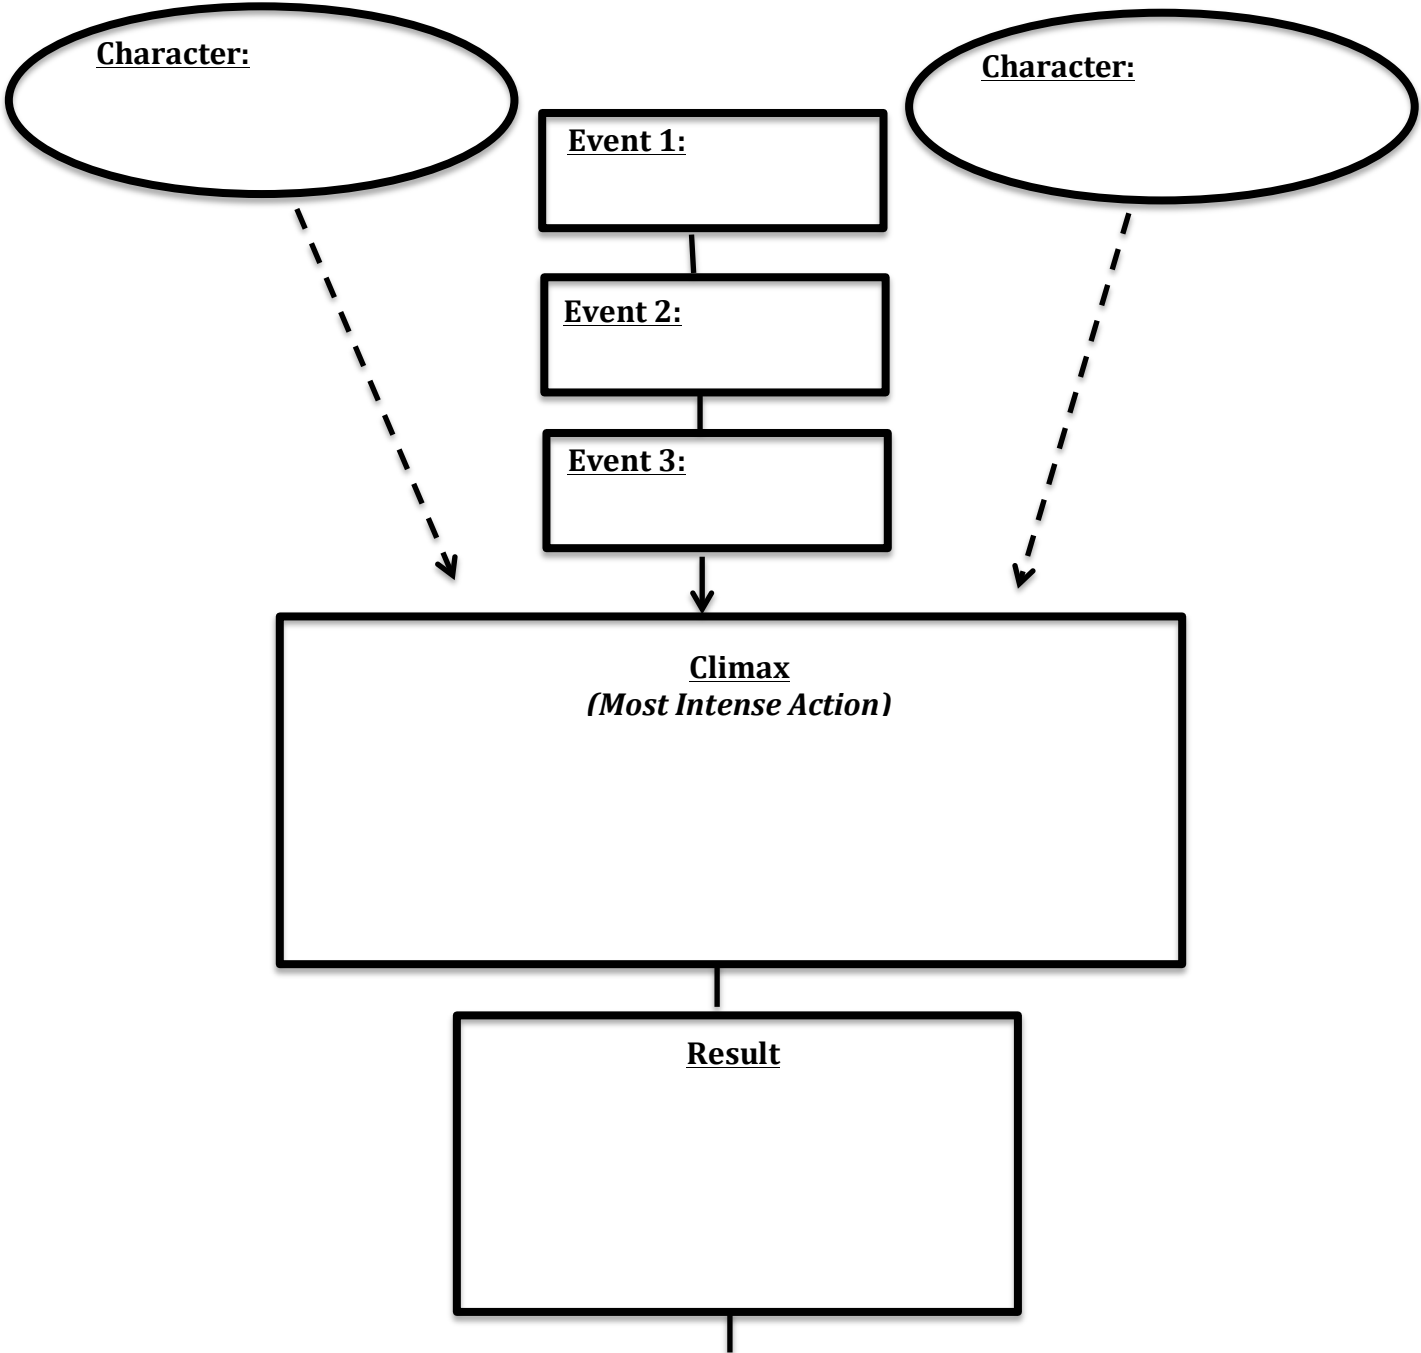 Character:
Character:
Event 1:
Event 2:
Event 3:
Climax
(Most Intense Action)
Result